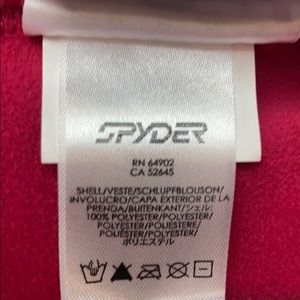 SPYDER
RN 64902
CA 52645
SHELL/VESTE/SCHLUPFBLOUSON/
INVOLUCRO/CAPA EXTERIOR DE LA
PRENDA/BUITENKANT/シェル:
100% POLYESTER/POLYESTER/
POLYESTER/POLIESTERE/
POLIÉSTER/POLYESTER/
ポリエステル